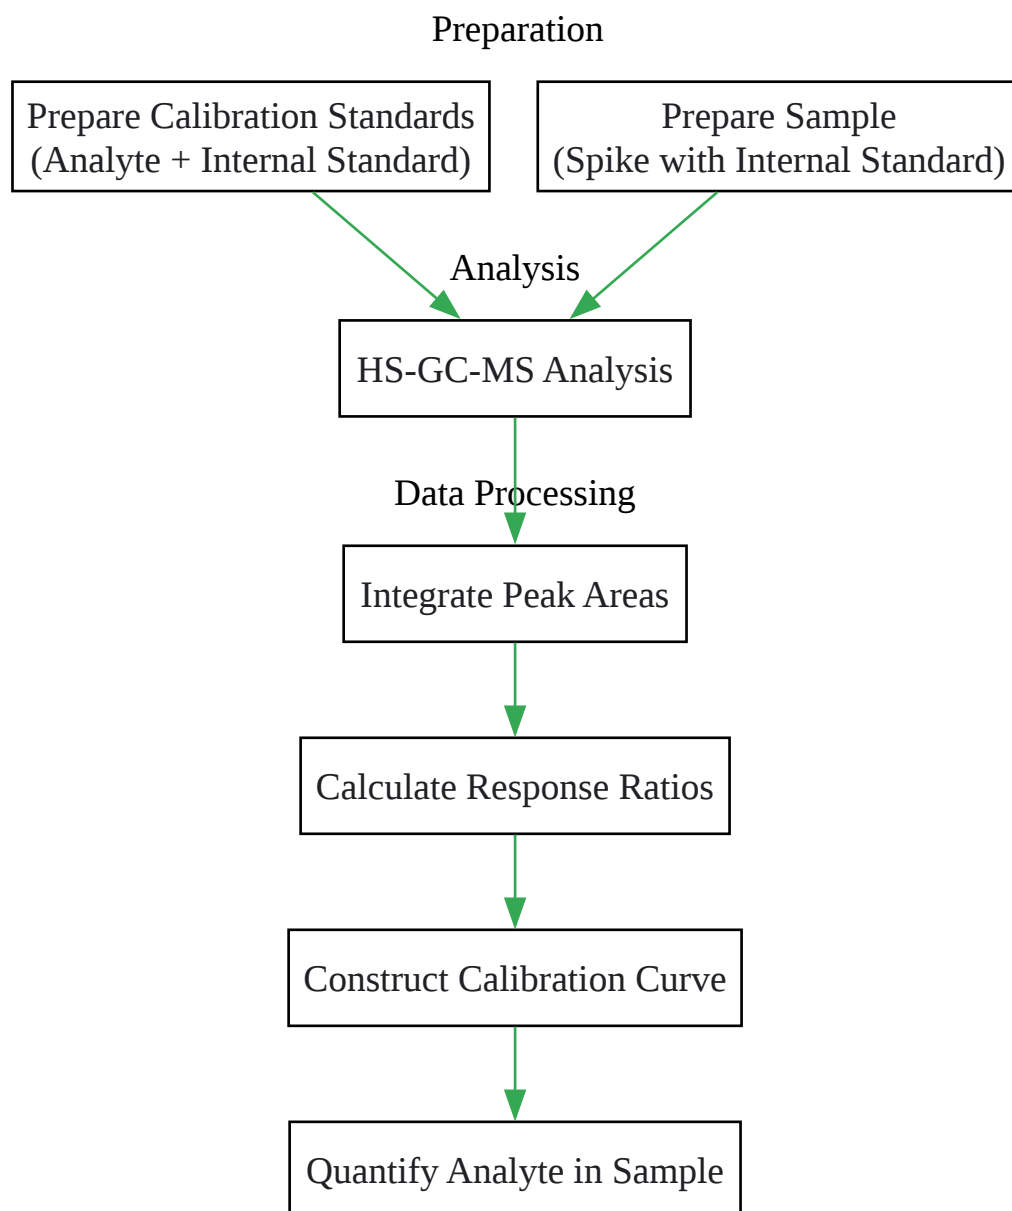 Preparation
Prepare Calibration Standards
(Analyte + Internal Standard)
Prepare Sample
(Spike with Internal Standard)
Analysis
HS-GC-MS Analysis
Data Processing
Integrate Peak Areas
Calculate Response Ratios
Construct Calibration Curve
Quantify Analyte in Sample